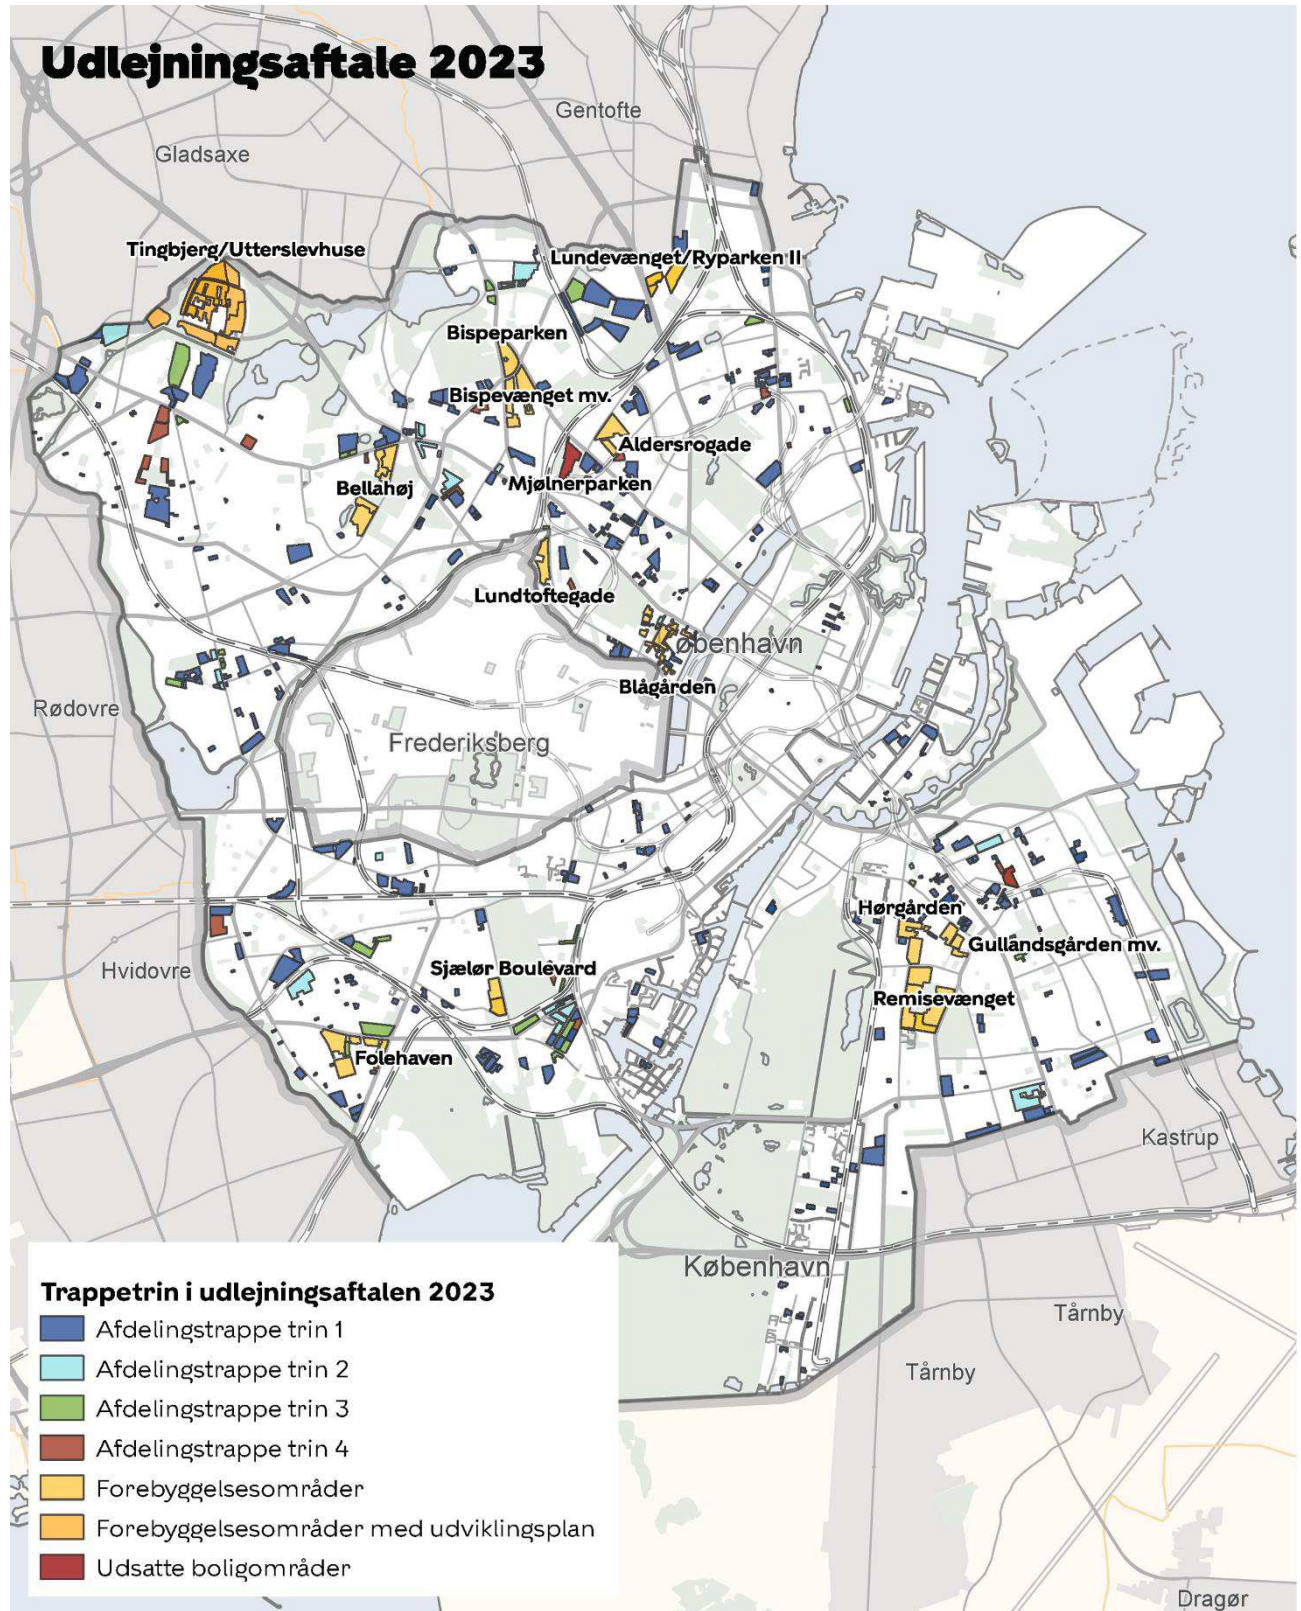 Udlejningsaftale 2023
Gentofte
Gladsaxe
Tingbjerg/Utterslevhuse
Lundevænget/Ryparken II
Bispeparken
Bispevænget mv.
Aldersrogade
Bellahøj
Mjølnerparken
Lundtoftegade
København
Blågården
Rødovre
Frederiksberg
Hørgården
Gullandsgården mv.
Hvidovre
Sjælør Boulevard
Remisevænget
Folehaven
Kastrup
København
Tårnby
Tårnby
Dragør
Trappetrin i udlejningsaftalen 2023
Afdelingstrappe trin 1
Afdelingstrappe trin 2
Afdelingstrappe trin 3
Afdelingstrappe trin 4
Forebyggelsesområder
Forebyggelsesområder med udviklingsplan
Udsatte boligområder